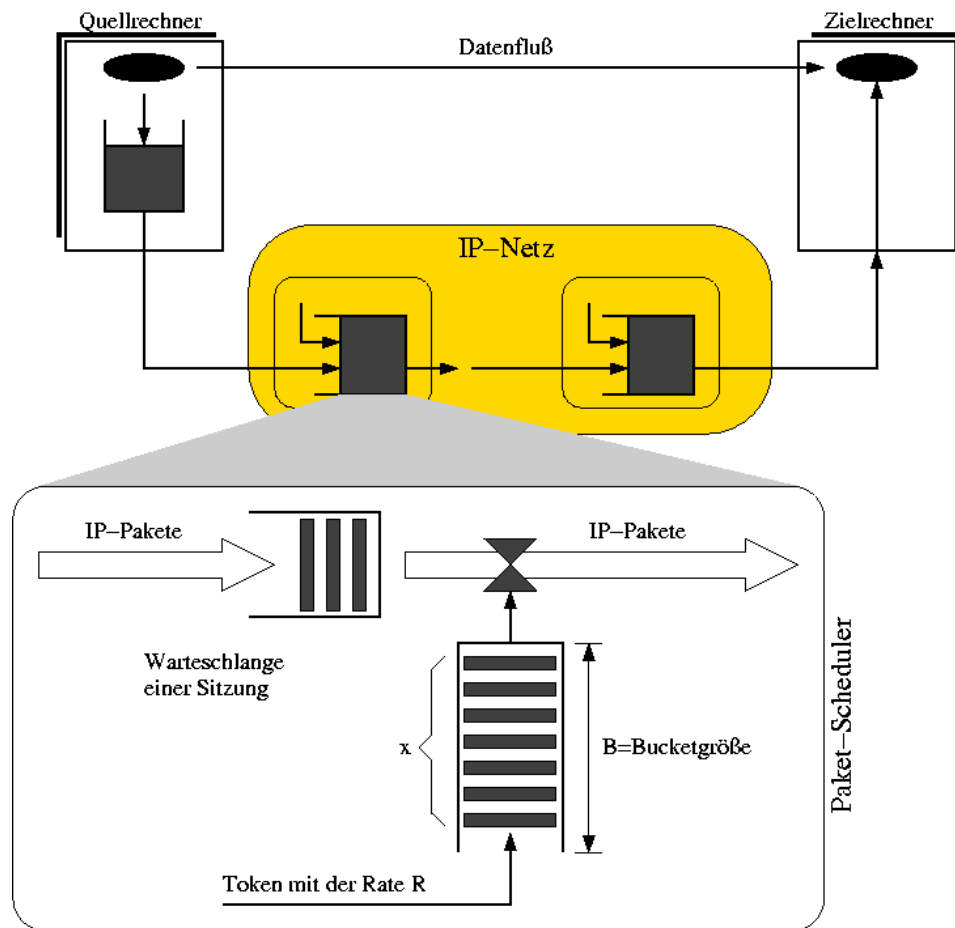 Quellrechner
Zielrechner
Datenfluß
IP–Netz
IP–Pakete
IP–Pakete
Warteschlange
einer Sitzung
x
B=Bucketgröße
Paket–Scheduler
Token mit der Rate R